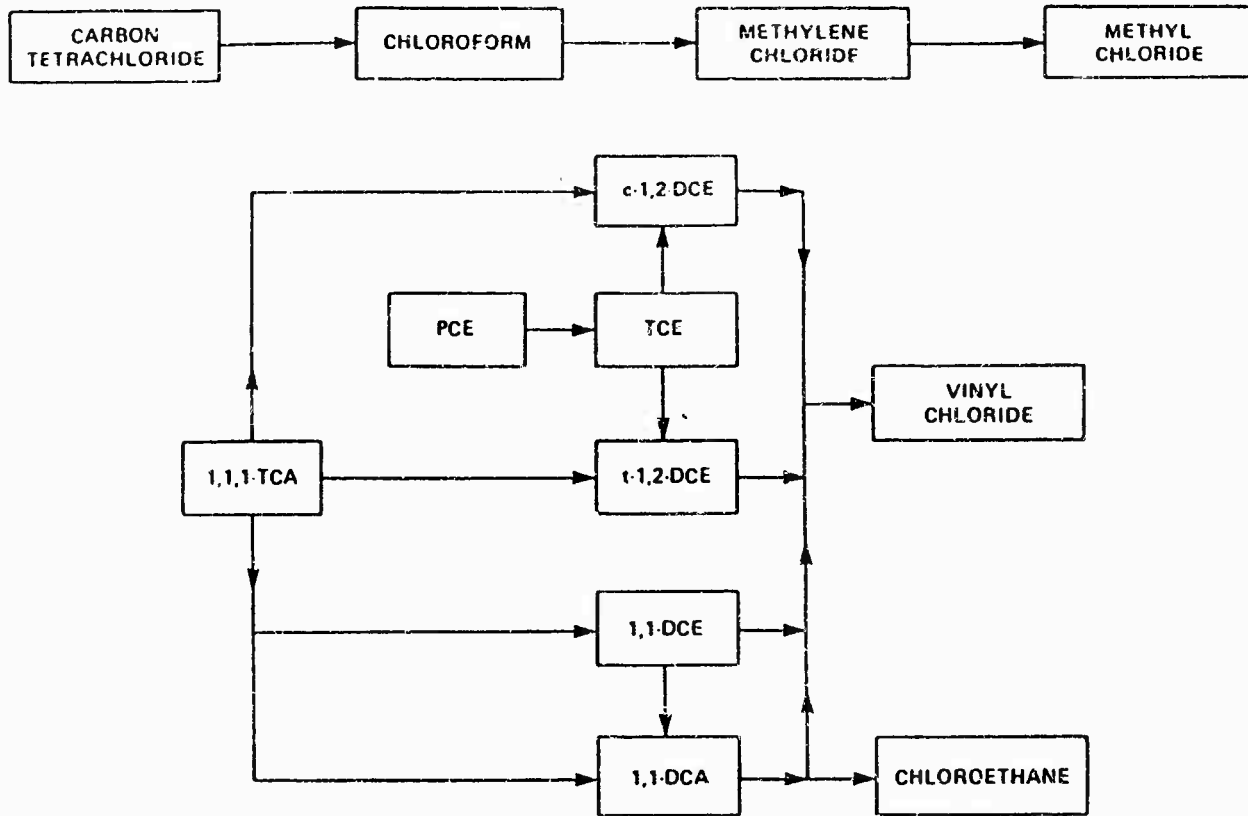 CARBON
TETRACHLORIDE
CHLOROFORM
METHYLENE
CHLORIDE
METHYL
CHLORIDE
c-1,2-DCE
PCE
TCE
VINYL
CHLORIDE
1,1,1-TCA
t-1,2-DCE
1,1-DCE
1,1-DCA
CHLOROETHANE